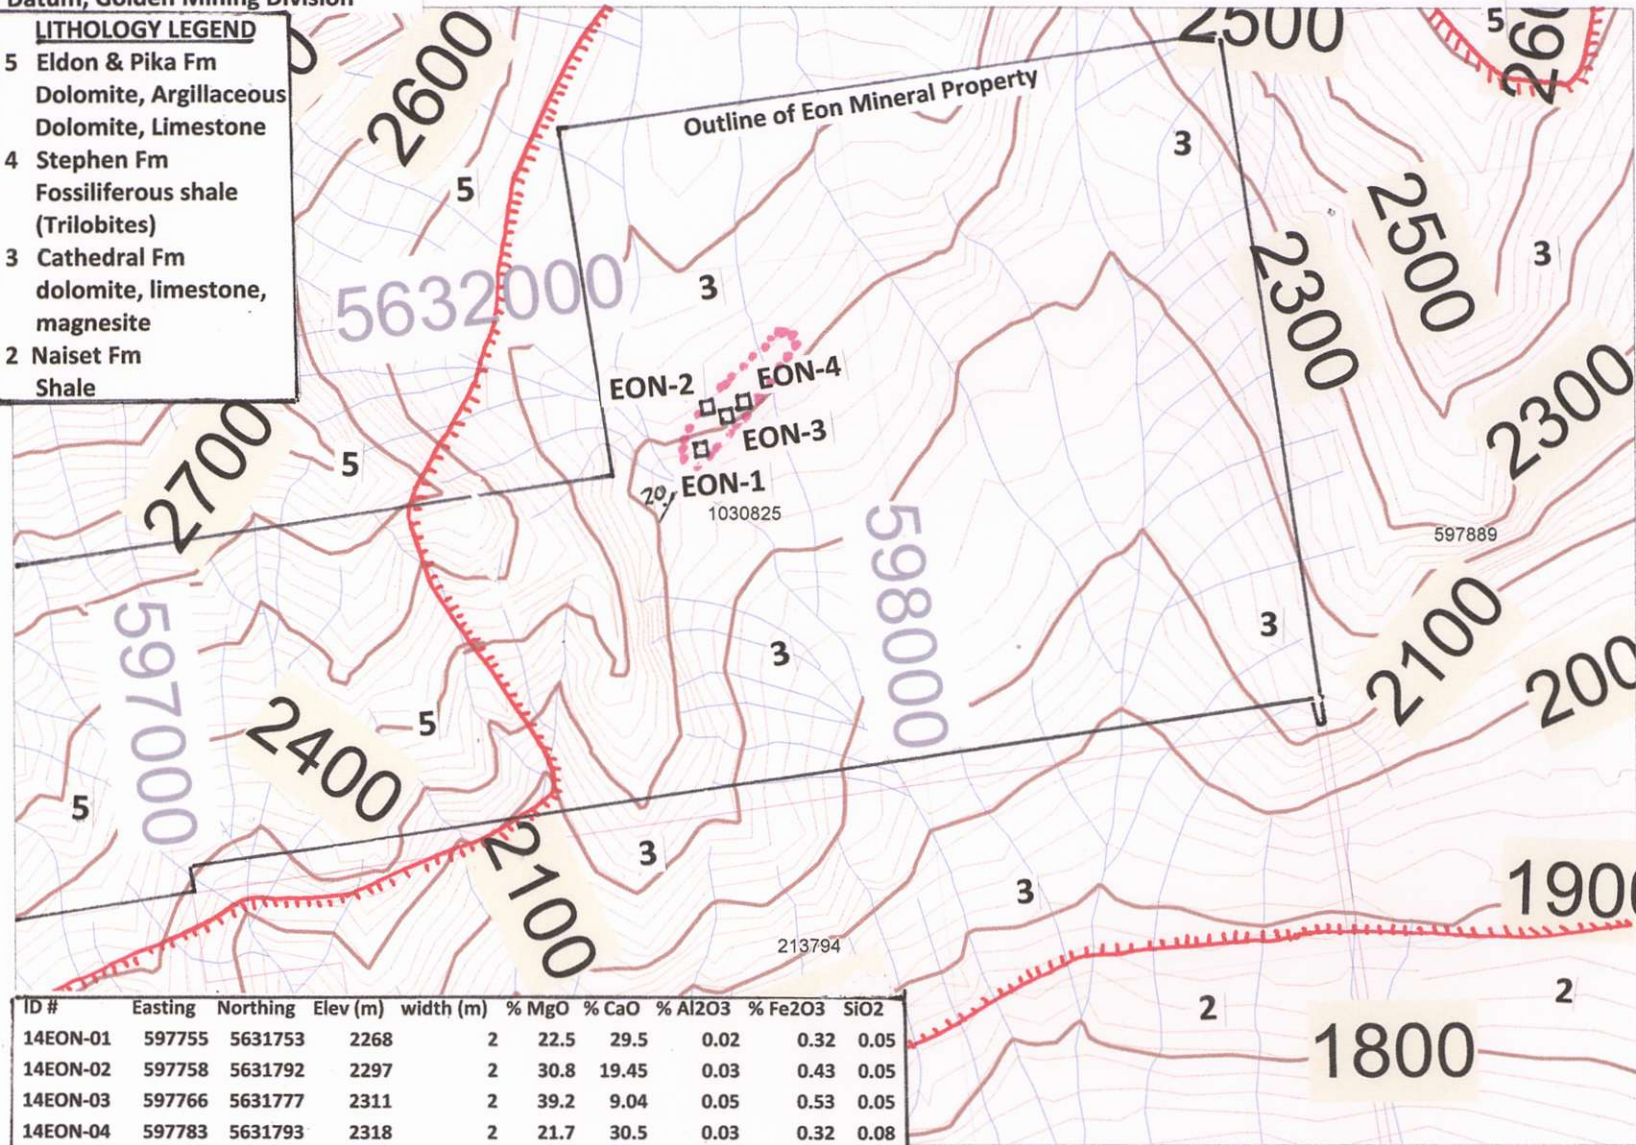 Datum, Golden Mining Division
LITHOLOGY LEGEND
5 Eldon & Pika Fm
Dolomite, Argillaceous
Dolomite, Limestone
4 Stephen Fm
Fossiliferous shale
(Trilobites)
3 Cathedral Fm
dolomite, limestone,
magnesite
2 Naiset Fm
Shale
2600
2500
5
260
Outline of Eon Mineral Property
3
5
2500
3
5632000
3
2300
EON-2
EON-4
2300
EON-3
2700
5
20
EON-1
1030825
598000
597889
597000
3
3
2100
200
2400
5
5
3
2100
3
1900
213794
2
2
1800
ID # Easting Northing Elev (m) width (m) % MgO % CaO % Al2O3 % Fe2O3 SiO2
14EON-01 597755 5631753 2268 2 22.5 29.5 0.02 0.32 0.05
14EON-02 597758 5631792 2297 2 30.8 19.45 0.03 0.43 0.05
14EON-03 597766 5631777 2311 2 39.2 9.04 0.05 0.53 0.05
14EON-04 597783 5631793 2318 2 21.7 30.5 0.03 0.32 0.08